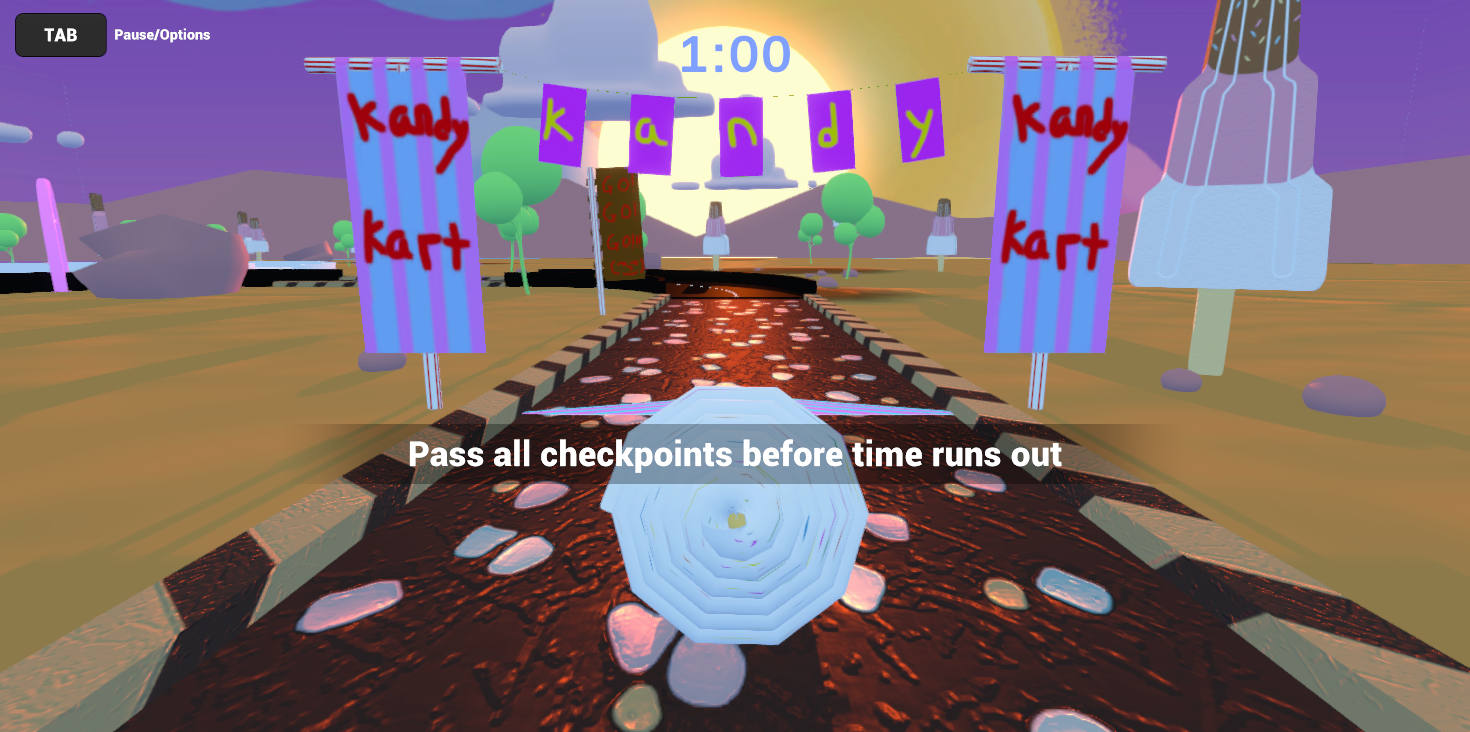 TAB Pause/Options
1:00
k a n d y
Kandy
Kart
Kandy
Kart
Pass all checkpoints before time runs out